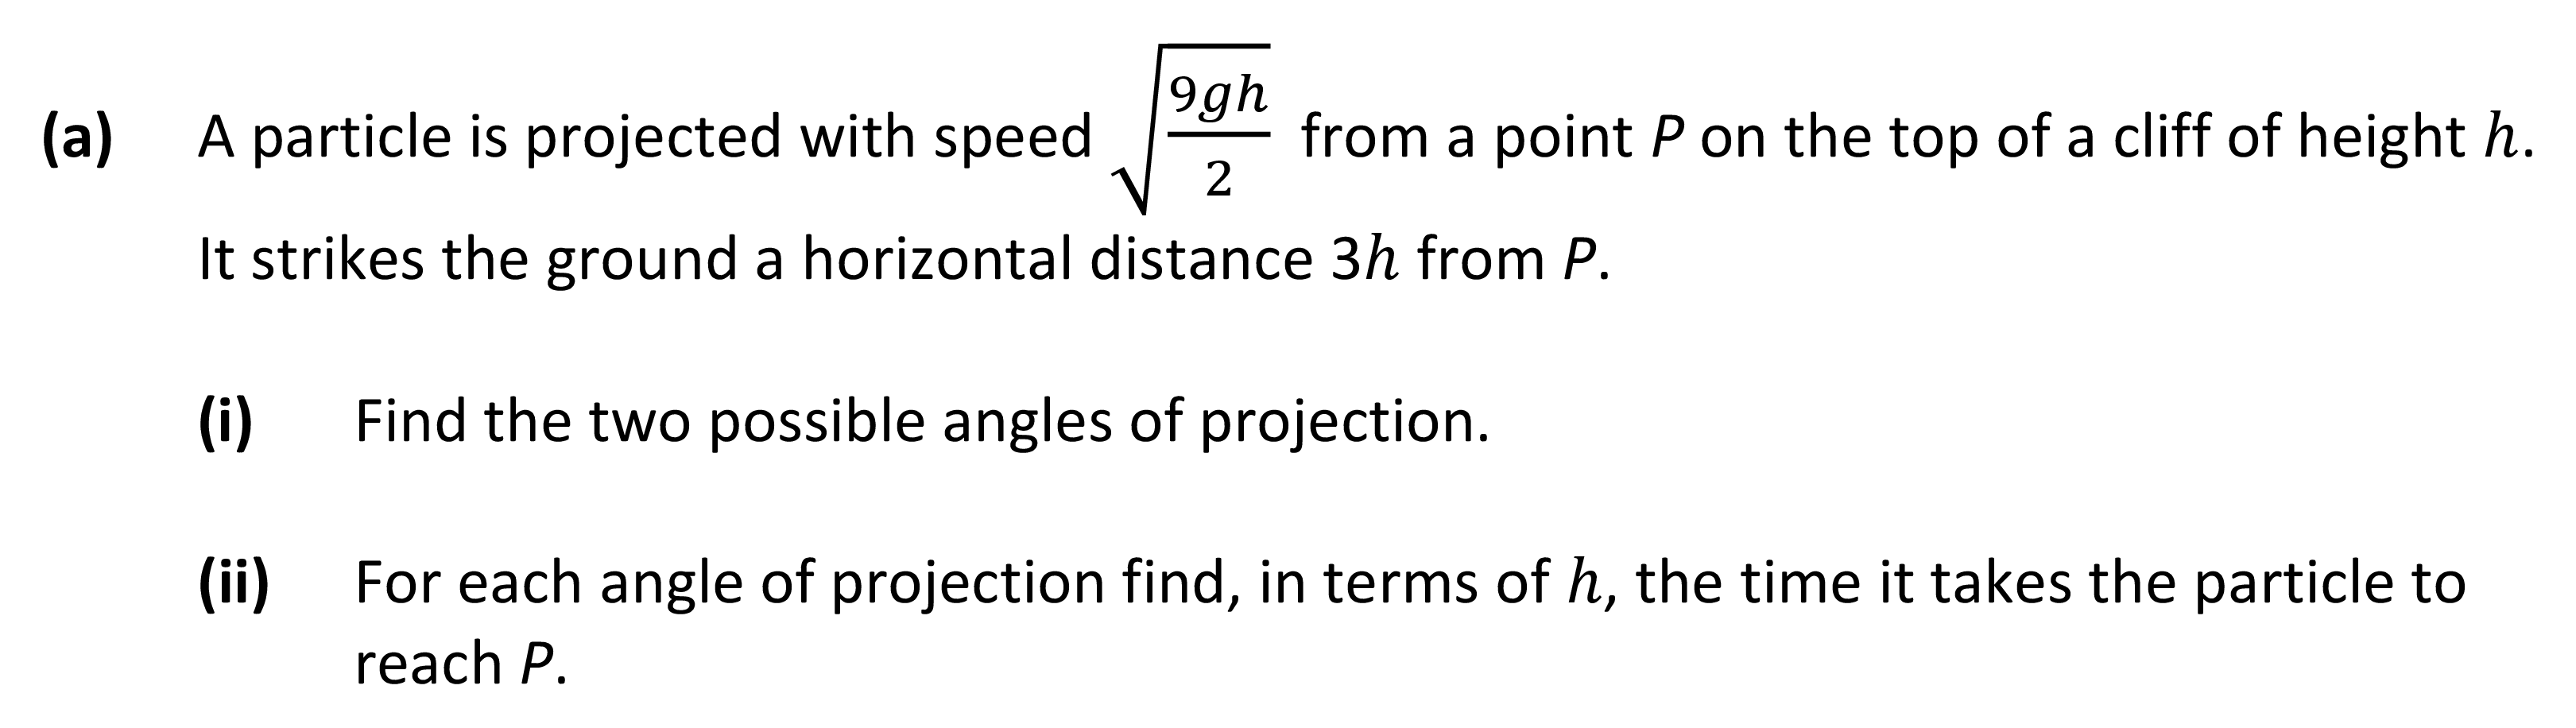 (a) A particle is projected with speed √(9gh/2) from a point P on the top of a cliff of height h.
It strikes the ground a horizontal distance 3h from P.
(i) Find the two possible angles of projection.
(ii) For each angle of projection find, in terms of h, the time it takes the particle to
reach P.